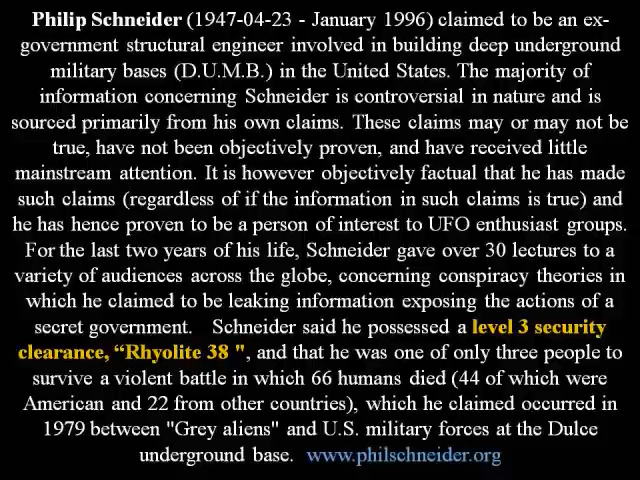 Philip Schneider (1947-04-23 - January 1996) claimed to be an ex-
government structural engineer involved in building deep underground
military bases (D.U.M.B.) in the United States. The majority of
information concerning Schneider is controversial in nature and is
sourced primarily from his own claims. These claims may or may not be
true, have not been objectively proven, and have received little
mainstream attention. It is however objectively factual that he has made
such claims (regardless of if the information in such claims is true) and
he has hence proven to be a person of interest to UFO enthusiast groups.
For the last two years of his life, Schneider gave over 30 lectures to a
variety of audiences across the globe, concerning conspiracy theories in
which he claimed to be leaking information exposing the actions of a
secret government. Schneider said he possessed a level 3 security
clearance, “Rhyolite 38 ", and that he was one of only three people to
survive a violent battle in which 66 humans died (44 of which were
American and 22 from other countries), which he claimed occurred in
1979 between "Grey aliens" and U.S. military forces at the Dulce
underground base. www.philschneider.org